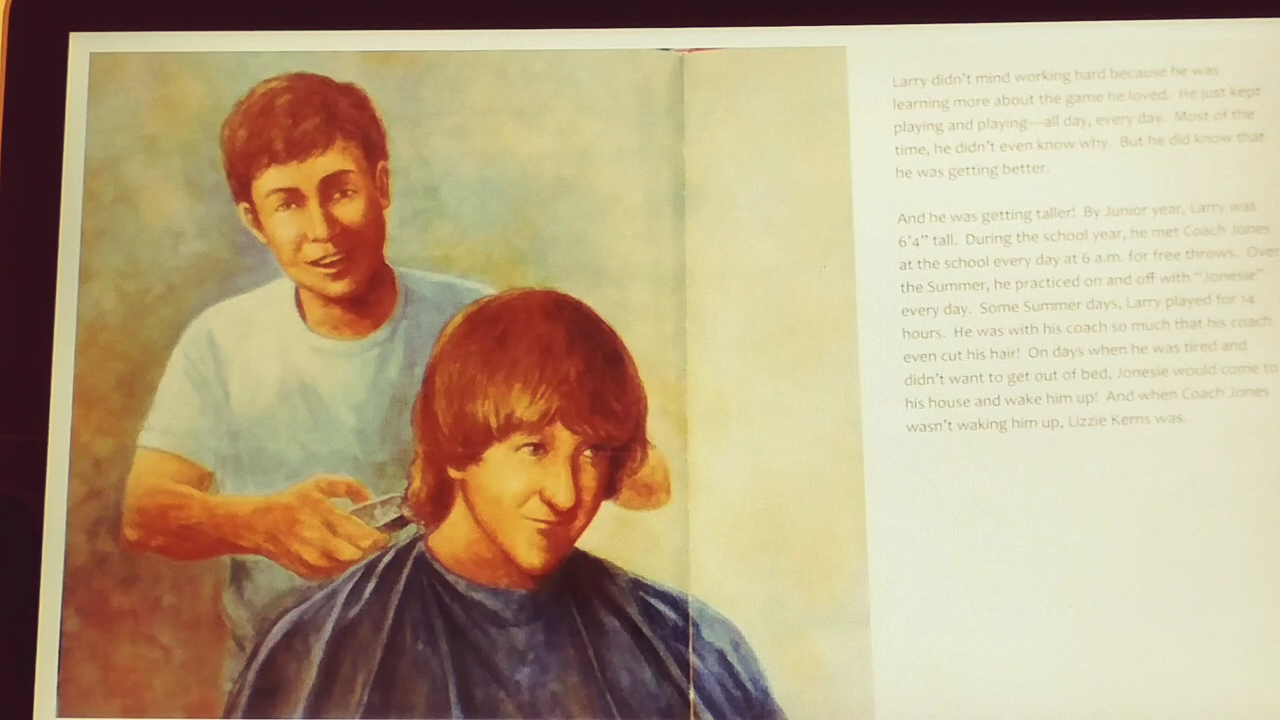 Larry didn't mind working hard because he was
learning more about the game he loved.  He just kept
playing and playing—all day, every day.  Most of the
time, he didn't even know why.  But he did know that
he was getting better.
And he was getting taller!  By Junior year, Larry was
6'4" tall.  During the school year, he met Coach Jones
at the school every day at 6 a.m. for free throws.  Over
the Summer, he practiced on and off with "Jonesie"
every day.  Some Summer days, Larry played for 14
hours.  He was with his coach so much that his coach
even cut his hair!  On days when he was tired and
didn't want to get out of bed, Jonesie would come to
his house and wake him up!  And when Coach Jones
wasn't waking him up, Lizzie Kerns was.